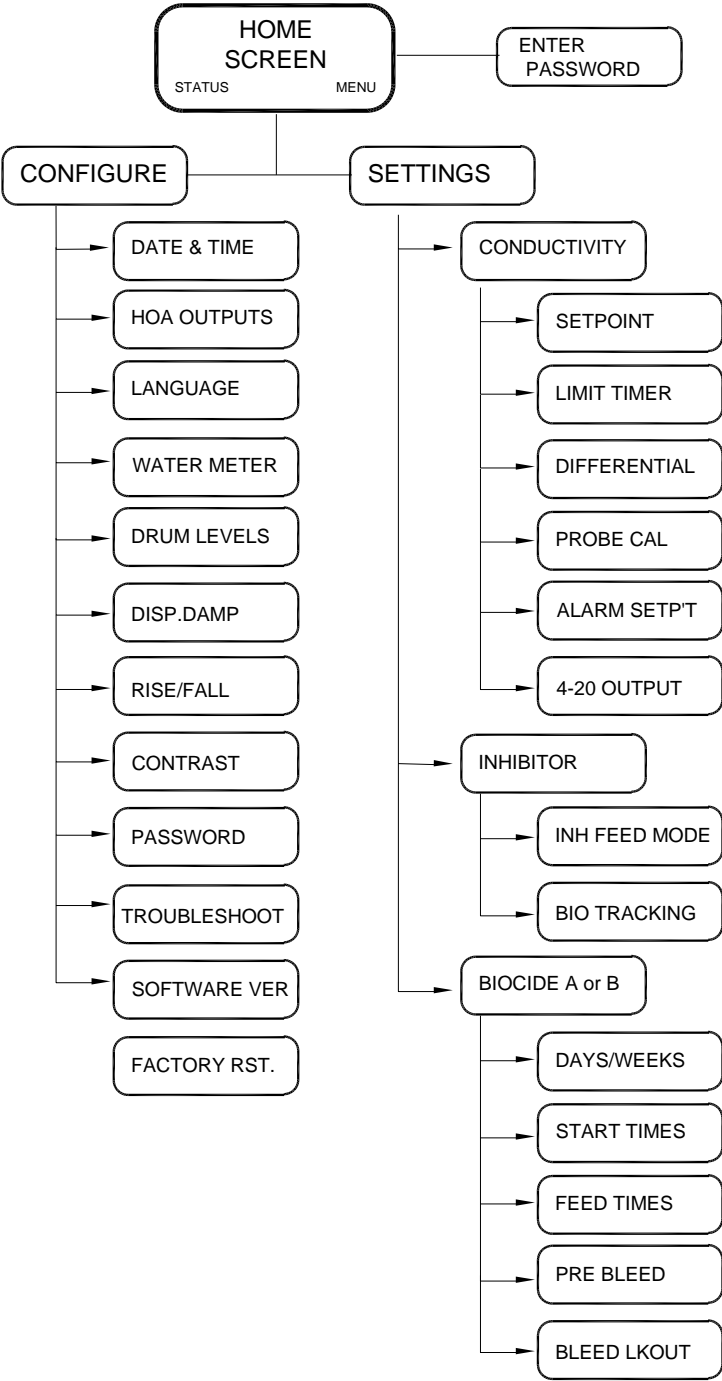 HOME
SCREEN
STATUS MENU
ENTER
PASSWORD
CONFIGURE
DATE & TIME
HOA OUTPUTS
LANGUAGE
WATER METER
DRUM LEVELS
DISP.DAMP
RISE/FALL
CONTRAST
PASSWORD
TROUBLESHOOT
SOFTWARE VER
FACTORY RST.
SETTINGS
CONDUCTIVITY
SETPOINT
LIMIT TIMER
DIFFERENTIAL
PROBE CAL
ALARM SETP'T
4-20 OUTPUT
INHIBITOR
INH FEED MODE
BIO TRACKING
BIOCIDE A or B
DAYS/WEEKS
START TIMES
FEED TIMES
PRE BLEED
BLEED LKOUT